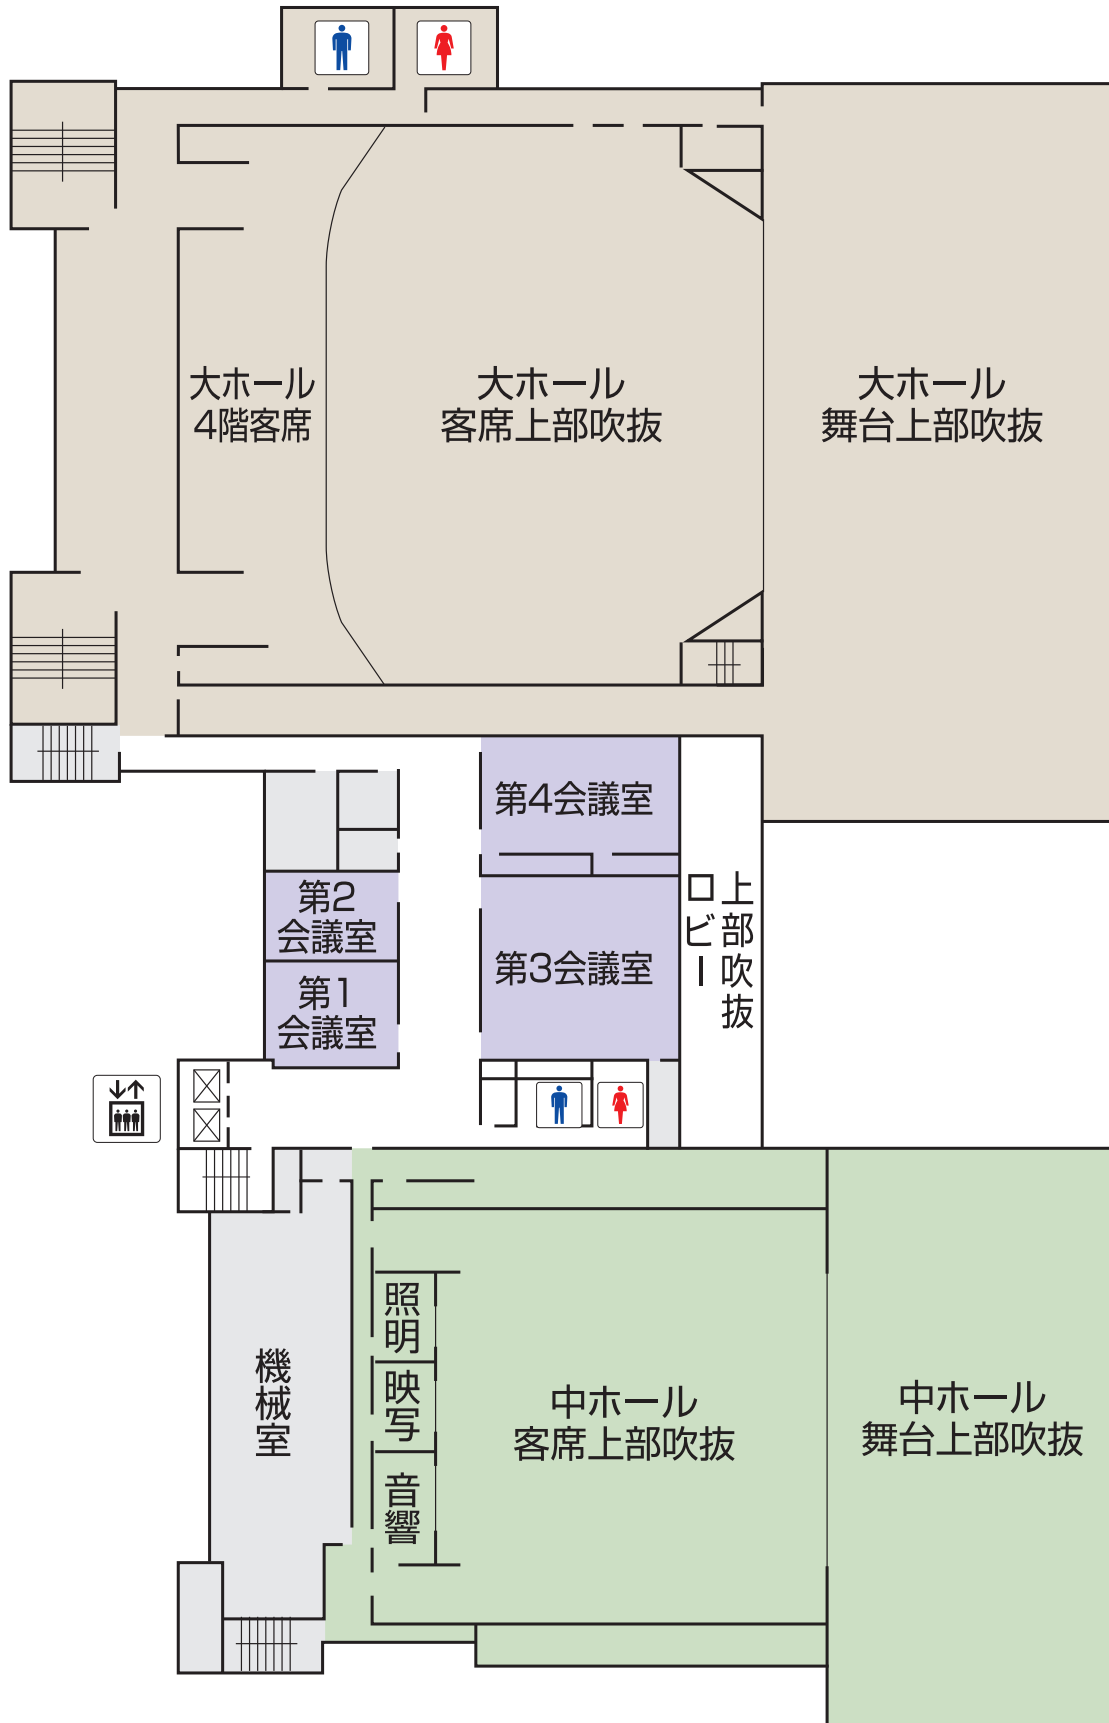 大ホール
4階客席
大ホール
客席上部吹抜
大ホール
舞台上部吹抜
第4会議室
第2
会議室
第3会議室
第1
会議室
ロビー
上部吹抜
照明
映写
音響
機械室
中ホール
客席上部吹抜
中ホール
舞台上部吹抜